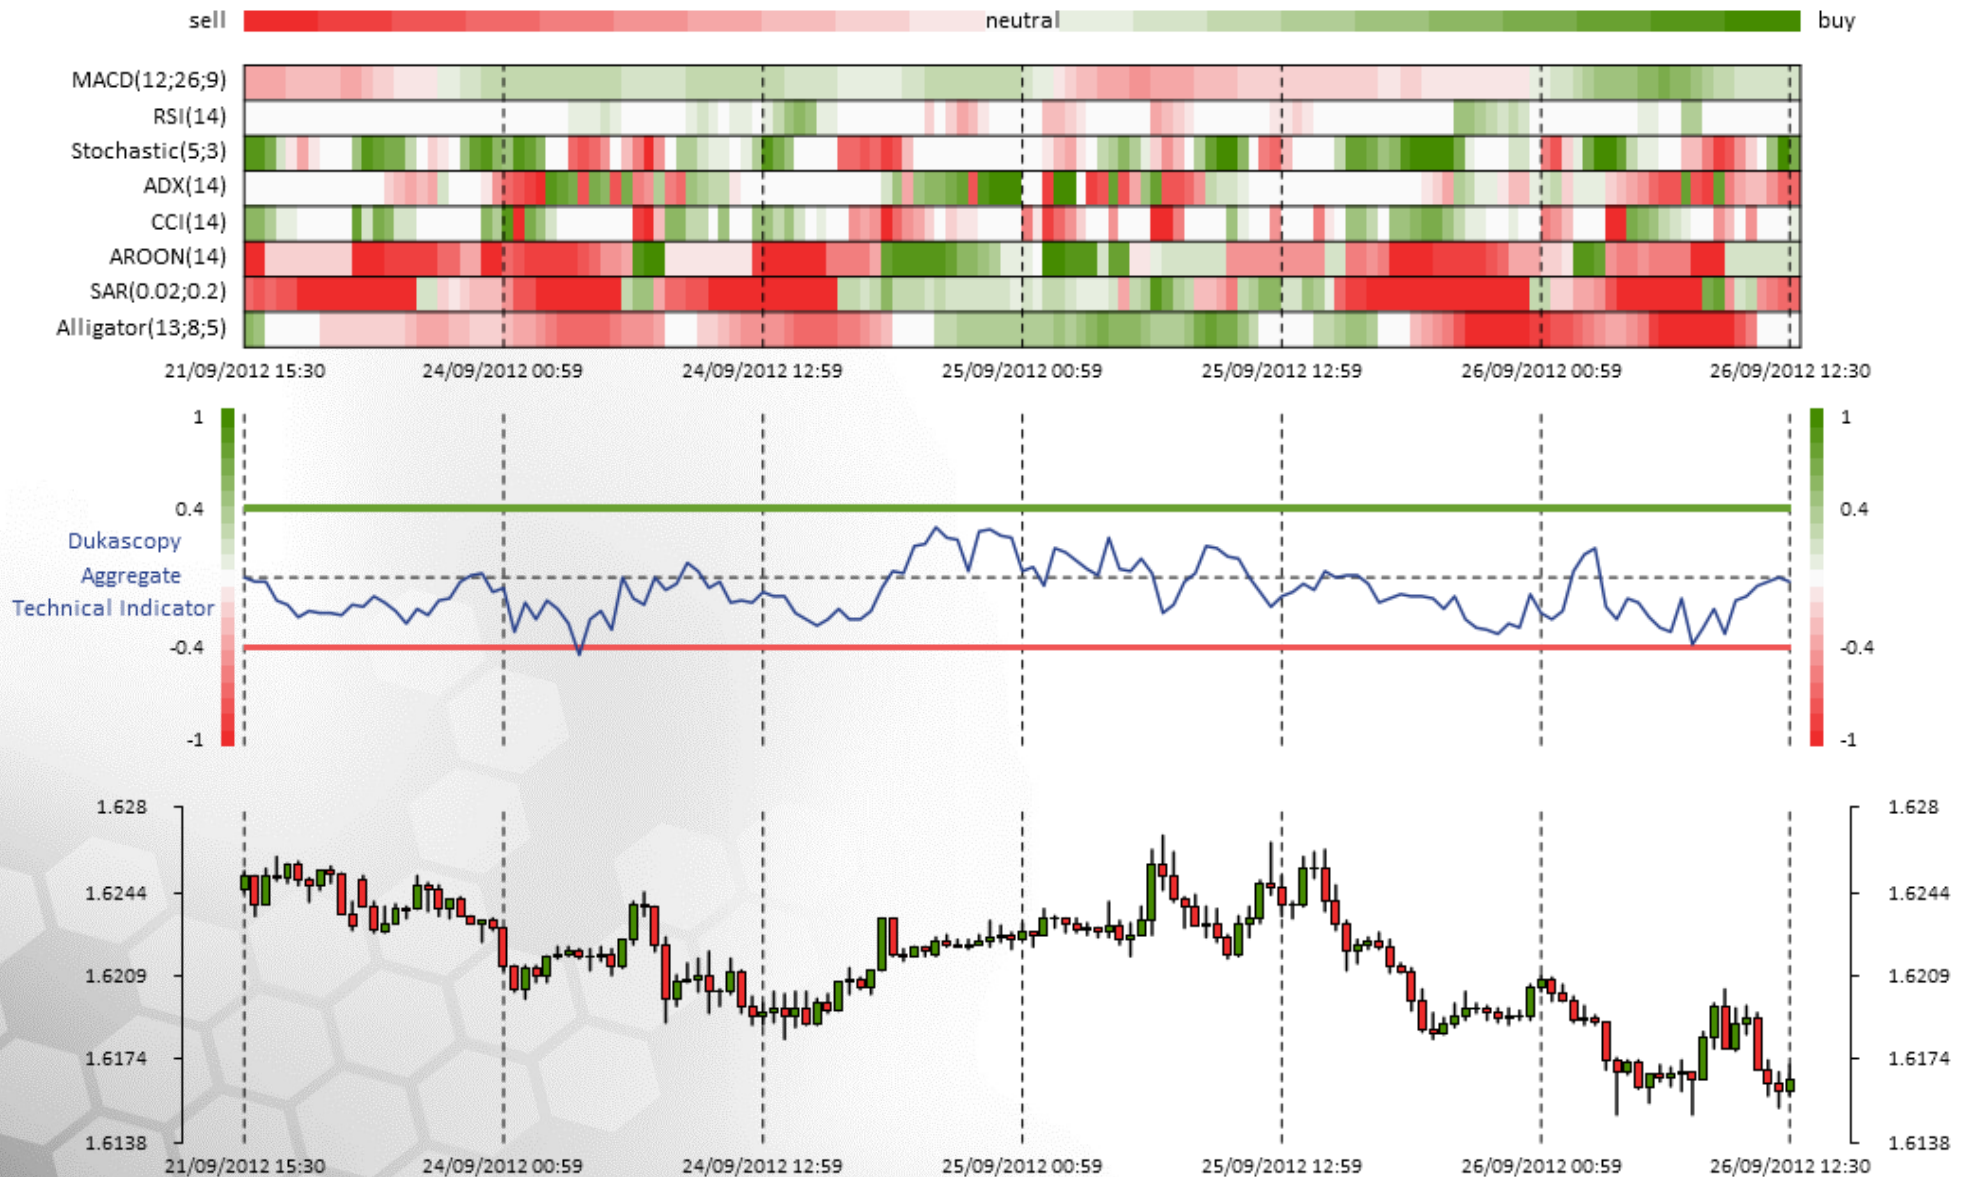 sell neutral buy
MACD(12;26;9)
RSI(14)
Stochastic(5;3)
ADX(14)
CCI(14)
AROON(14)
SAR(0.02;0.2)
Alligator(13;8;5)
21/09/2012 15:30 24/09/2012 00:59 24/09/2012 12:59 25/09/2012 00:59 25/09/2012 12:59 26/09/2012 00:59 26/09/2012 12:30
1 1
0.4 0.4
Dukascopy
Aggregate
Technical Indicator
-0.4 -0.4
-1 -1
1.628 1.628
1.6244 1.6244
1.6209 1.6209
1.6174 1.6174
1.6138 1.6138
21/09/2012 15:30 24/09/2012 00:59 24/09/2012 12:59 25/09/2012 00:59 25/09/2012 12:59 26/09/2012 00:59 26/09/2012 12:30